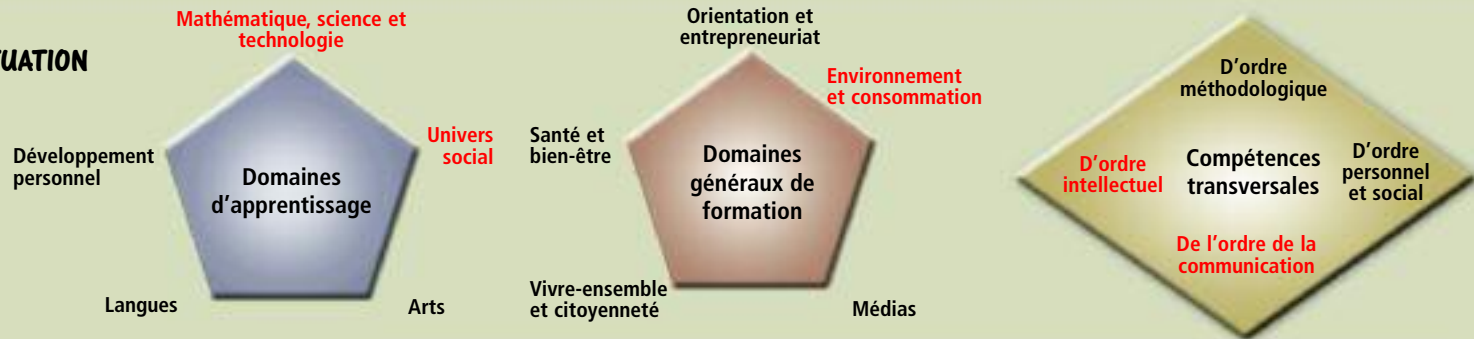 TUATION
Mathématique, science et
technologie
Univers
social
Développement
personnel
Domaines
d'apprentissage
Langues
Arts
Orientation et
entrepreneuriat
Environnement
et consommation
Santé et
bien-être
Domaines
généraux de
formation
Vivre-ensemble
et citoyenneté
Médias
D'ordre
méthodologique
D'ordre
intellectuel
Compétences
transversales
D'ordre
personnel
et social
De l'ordre de la
communication